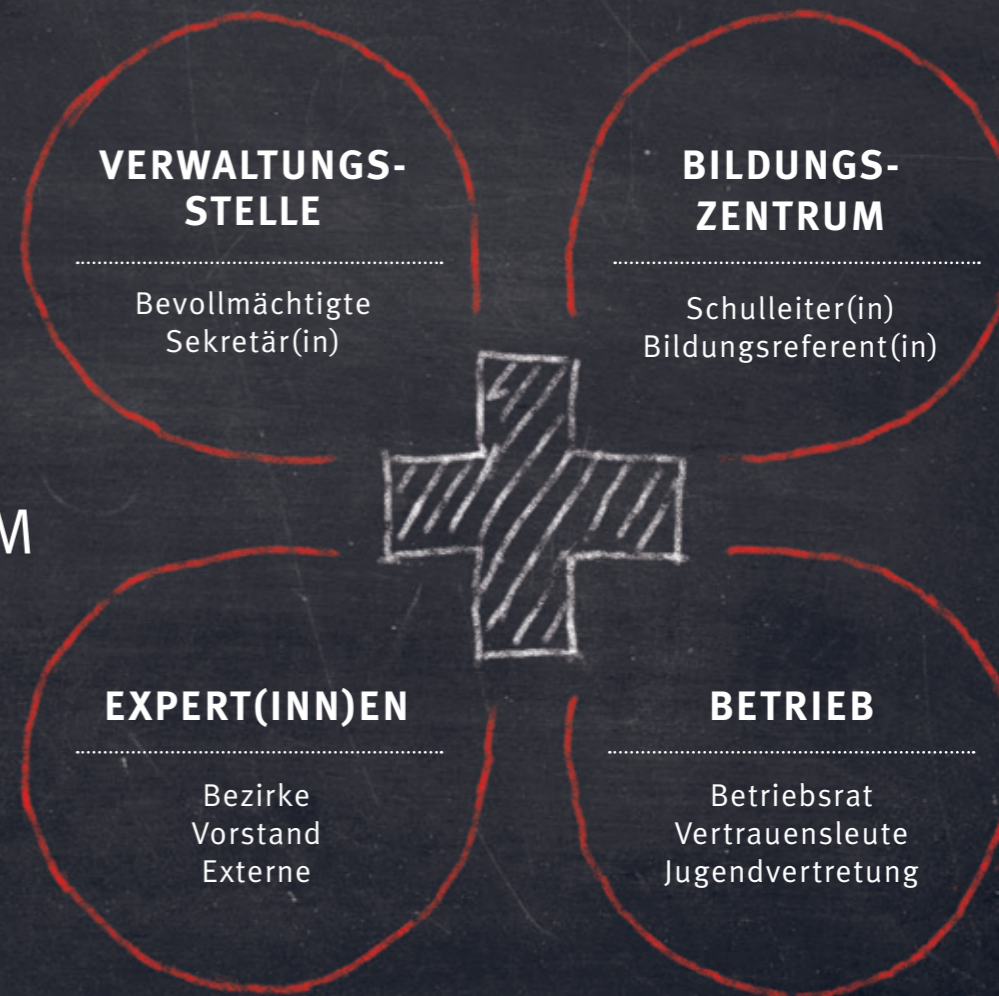 VERWALTUNGS-
STELLE
Bevollmächtigte
Sekretär(in)
BILDUNGS-
ZENTRUM
Schulleiter(in)
Bildungsreferent(in)
M
EXPERT(INN)EN
Bezirke
Vorstand
Externe
BETRIEB
Betriebsrat
Vertrauensleute
Jugendvertretung